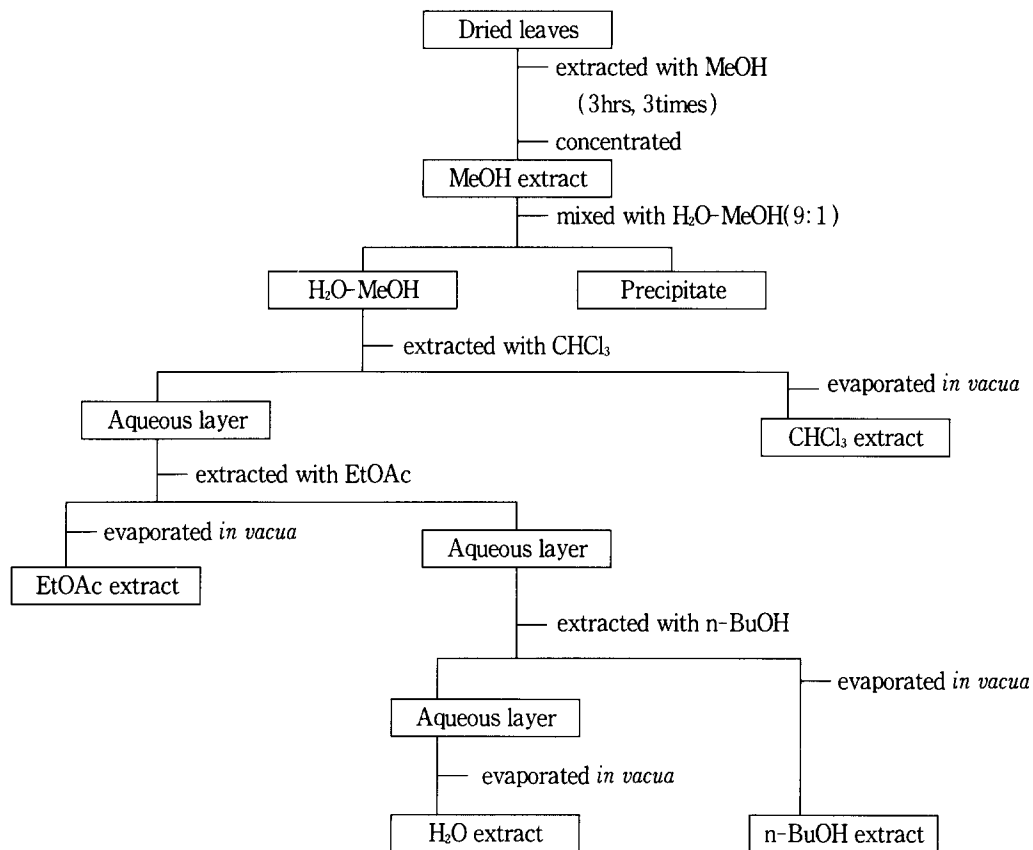 Dried leaves
extracted with MeOH
(3hrs, 3times)
concentrated
MeOH extract
mixed with H₂O-MeOH(9:1)
H₂O-MeOH
Precipitate
extracted with CHCl₃
evaporated in vacua
Aqueous layer
CHCl₃ extract
extracted with EtOAc
evaporated in vacua
Aqueous layer
EtOAc extract
extracted with n-BuOH
evaporated in vacua
Aqueous layer
evaporated in vacua
H₂O extract
n-BuOH extract